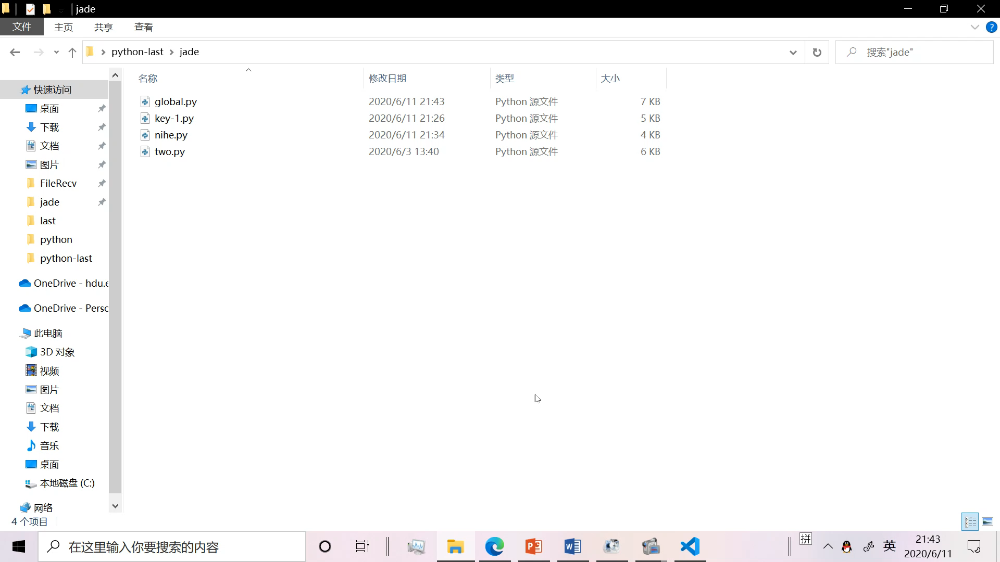 jade
文件 主页 共享 查看
python-last jade 搜索"jade"
名称 修改日期 类型 大小
global.py 2020/6/11 21:43 Python 源文件 7 KB
key-1.py 2020/6/11 21:26 Python 源文件 5 KB
nihe.py 2020/6/11 21:34 Python 源文件 4 KB
two.py 2020/6/3 13:40 Python 源文件 6 KB
快速访问
桌面
下载
文档
图片
FileRecv
jade
last
python
python-last
OneDrive - hdu.e
OneDrive - Perso
此电脑
3D 对象
视频
图片
文档
下载
音乐
桌面
本地磁盘 (C:)
网络
4 个项目
在这里输入你要搜索的内容
拼
英
21:43
2020/6/11